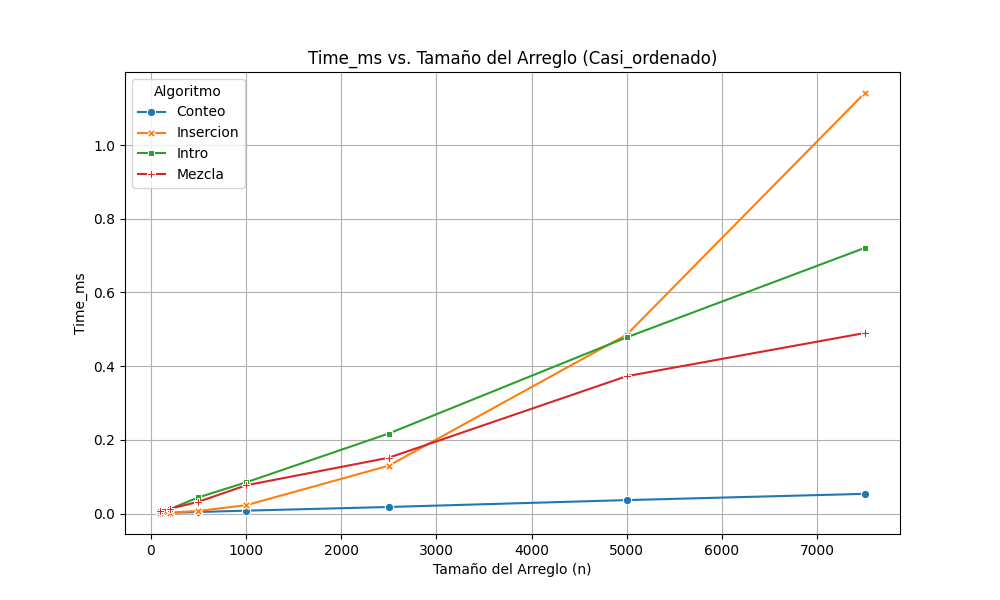 Time_ms vs. Tamaño del Arreglo (Casi_ordenado)
Algoritmo
Conteo
Insercion
Intro
Mezcla
Time_ms
1.0
0.8
0.6
0.4
0.2
0.0
0 1000 2000 3000 4000 5000 6000 7000
Tamaño del Arreglo (n)